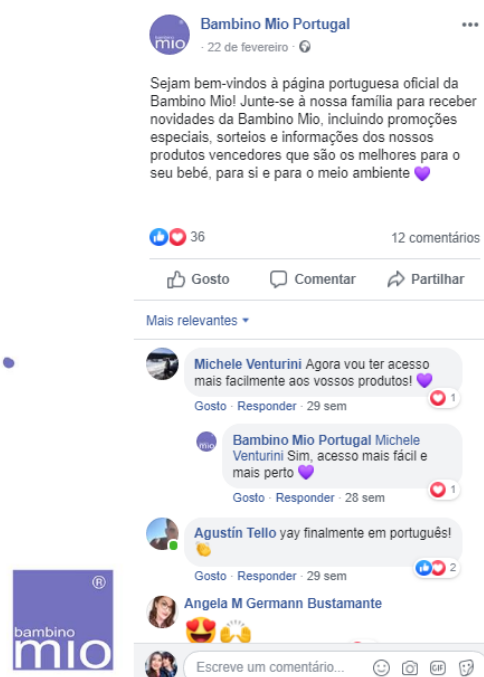 Bambino Mio Portugal
· 22 de fevereiro ·
bambino
mio
Sejam bem-vindos à página portuguesa oficial da
Bambino Mio! Junte-se à nossa família para receber
novidades da Bambino Mio, incluindo promoções
especiais, sorteios e informações dos nossos
produtos vencedores que são os melhores para o
seu bebé, para si e para o meio ambiente 💜
36
12 comentários
Gosto Comentar Partilhar
Mais relevantes
Michele Venturini Agora vou ter acesso
mais facilmente aos vossos produtos! 💜
1
Gosto · Responder · 29 sem
mio
Bambino Mio Portugal Michele
Venturini Sim, acesso mais fácil e
mais perto 💜
1
Gosto · Responder · 28 sem
Agustín Tello yay finalmente em português!
👏
2
Gosto · Responder · 29 sem
Angela M Germann Bustamante
😍🙌
Escreve um comentário...
GIF
®
bambino
mio